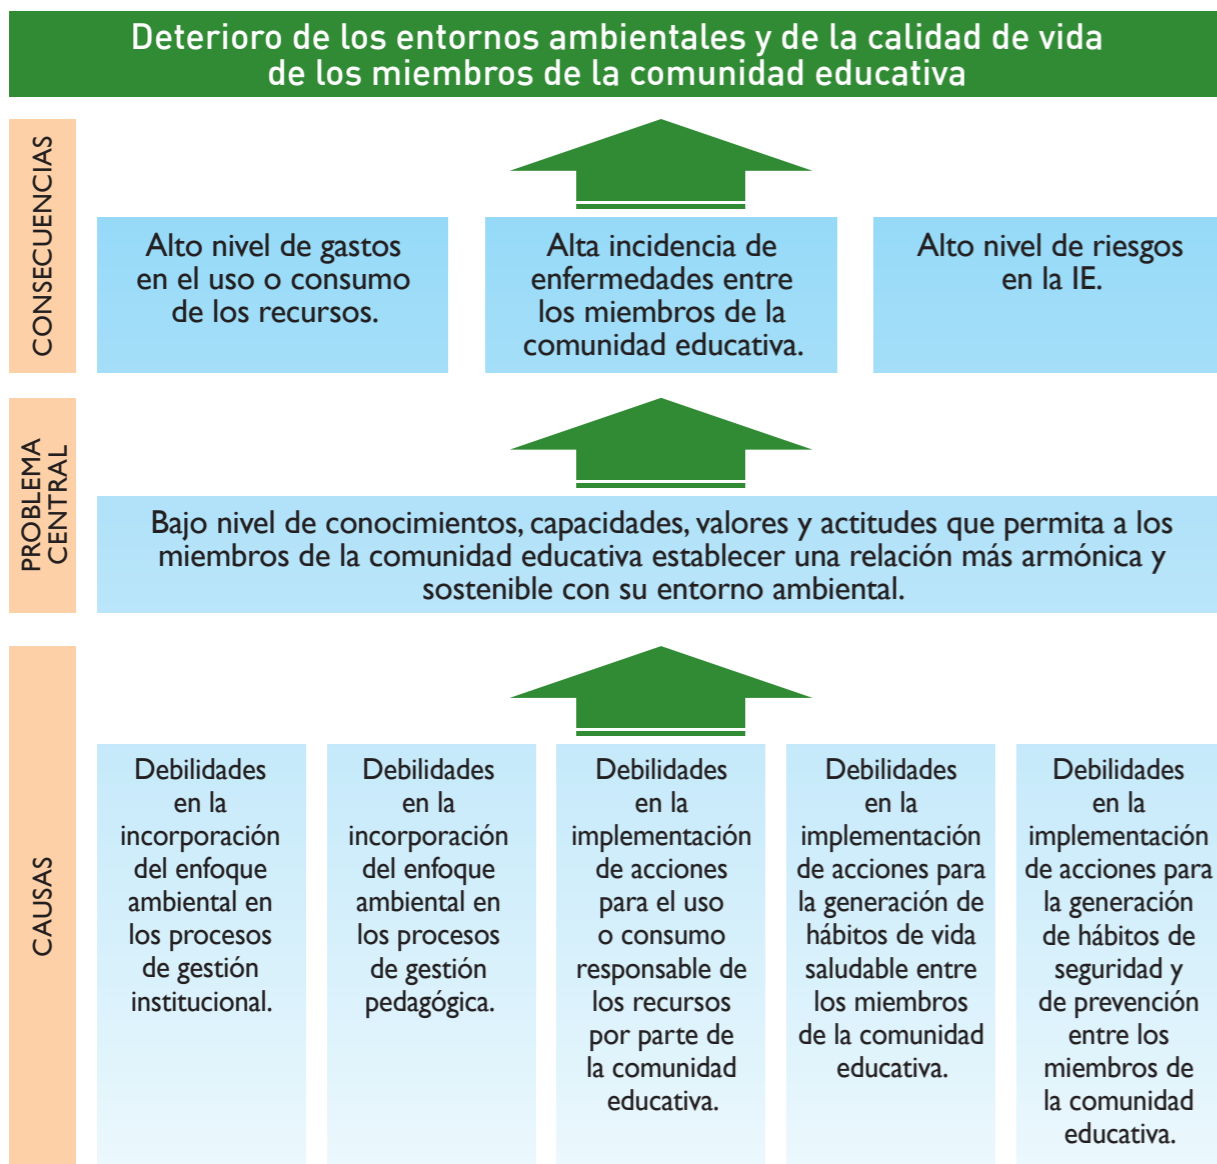 Deterioro de los entornos ambientales y de la calidad de vida
de los miembros de la comunidad educativa
CONSECUENCIAS
Alto nivel de gastos
en el uso o consumo
de los recursos.
Alta incidencia de
enfermedades entre
los miembros de la
comunidad educativa.
Alto nivel de riesgos
en la IE.
PROBLEMA
CENTRAL
Bajo nivel de conocimientos, capacidades, valores y actitudes que permita a los
miembros de la comunidad educativa establecer una relación más armónica y
sostenible con su entorno ambiental.
CAUSAS
Debilidades
en la
incorporación
del enfoque
ambiental en
los procesos
de gestión
institucional.
Debilidades
en la
incorporación
del enfoque
ambiental en
los procesos
de gestión
pedagógica.
Debilidades
en la
implementación
de acciones
para el uso
o consumo
responsable de
los recursos
por parte de
la comunidad
educativa.
Debilidades
en la
implementación
de acciones para
la generación de
hábitos de vida
saludable entre
los miembros
de la comunidad
educativa.
Debilidades
en la
implementación
de acciones para
la generación
de hábitos de
seguridad y
de prevención
entre los
miembros de
la comunidad
educativa.